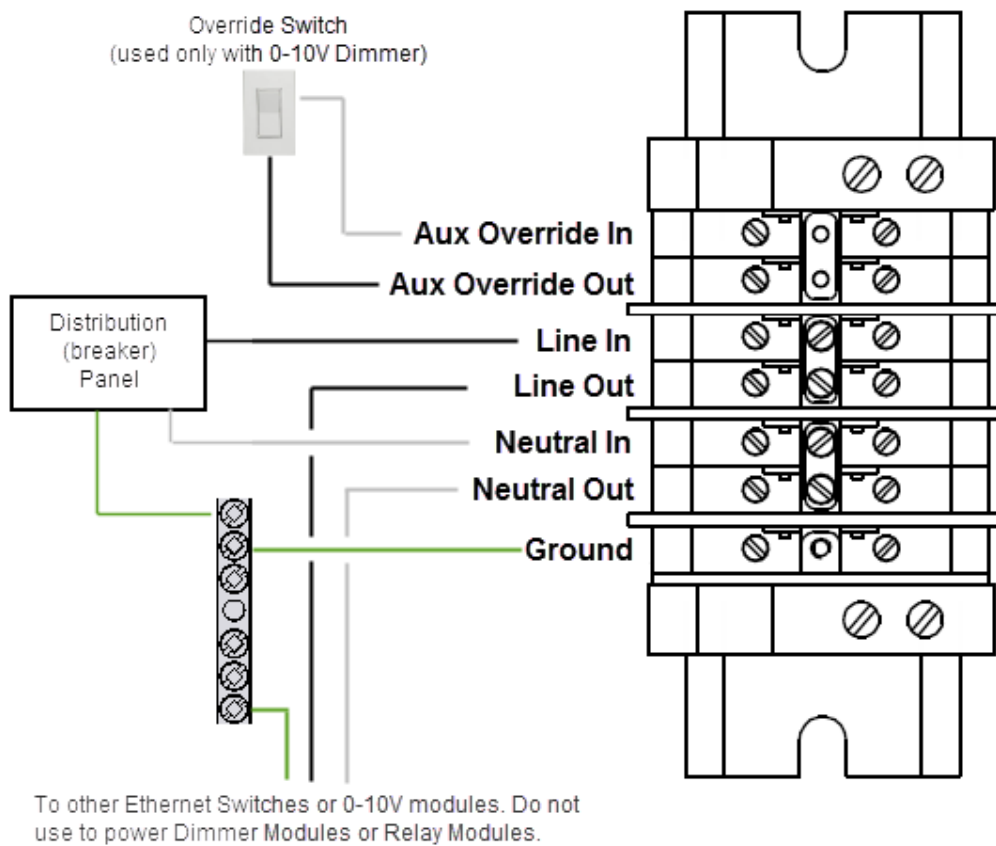 Override Switch
(used only with 0-10V Dimmer)
Aux Override In
Aux Override Out
Distribution
(breaker)
Panel
Line In
Line Out
Neutral In
Neutral Out
Ground
To other Ethernet Switches or 0-10V modules. Do not
use to power Dimmer Modules or Relay Modules.